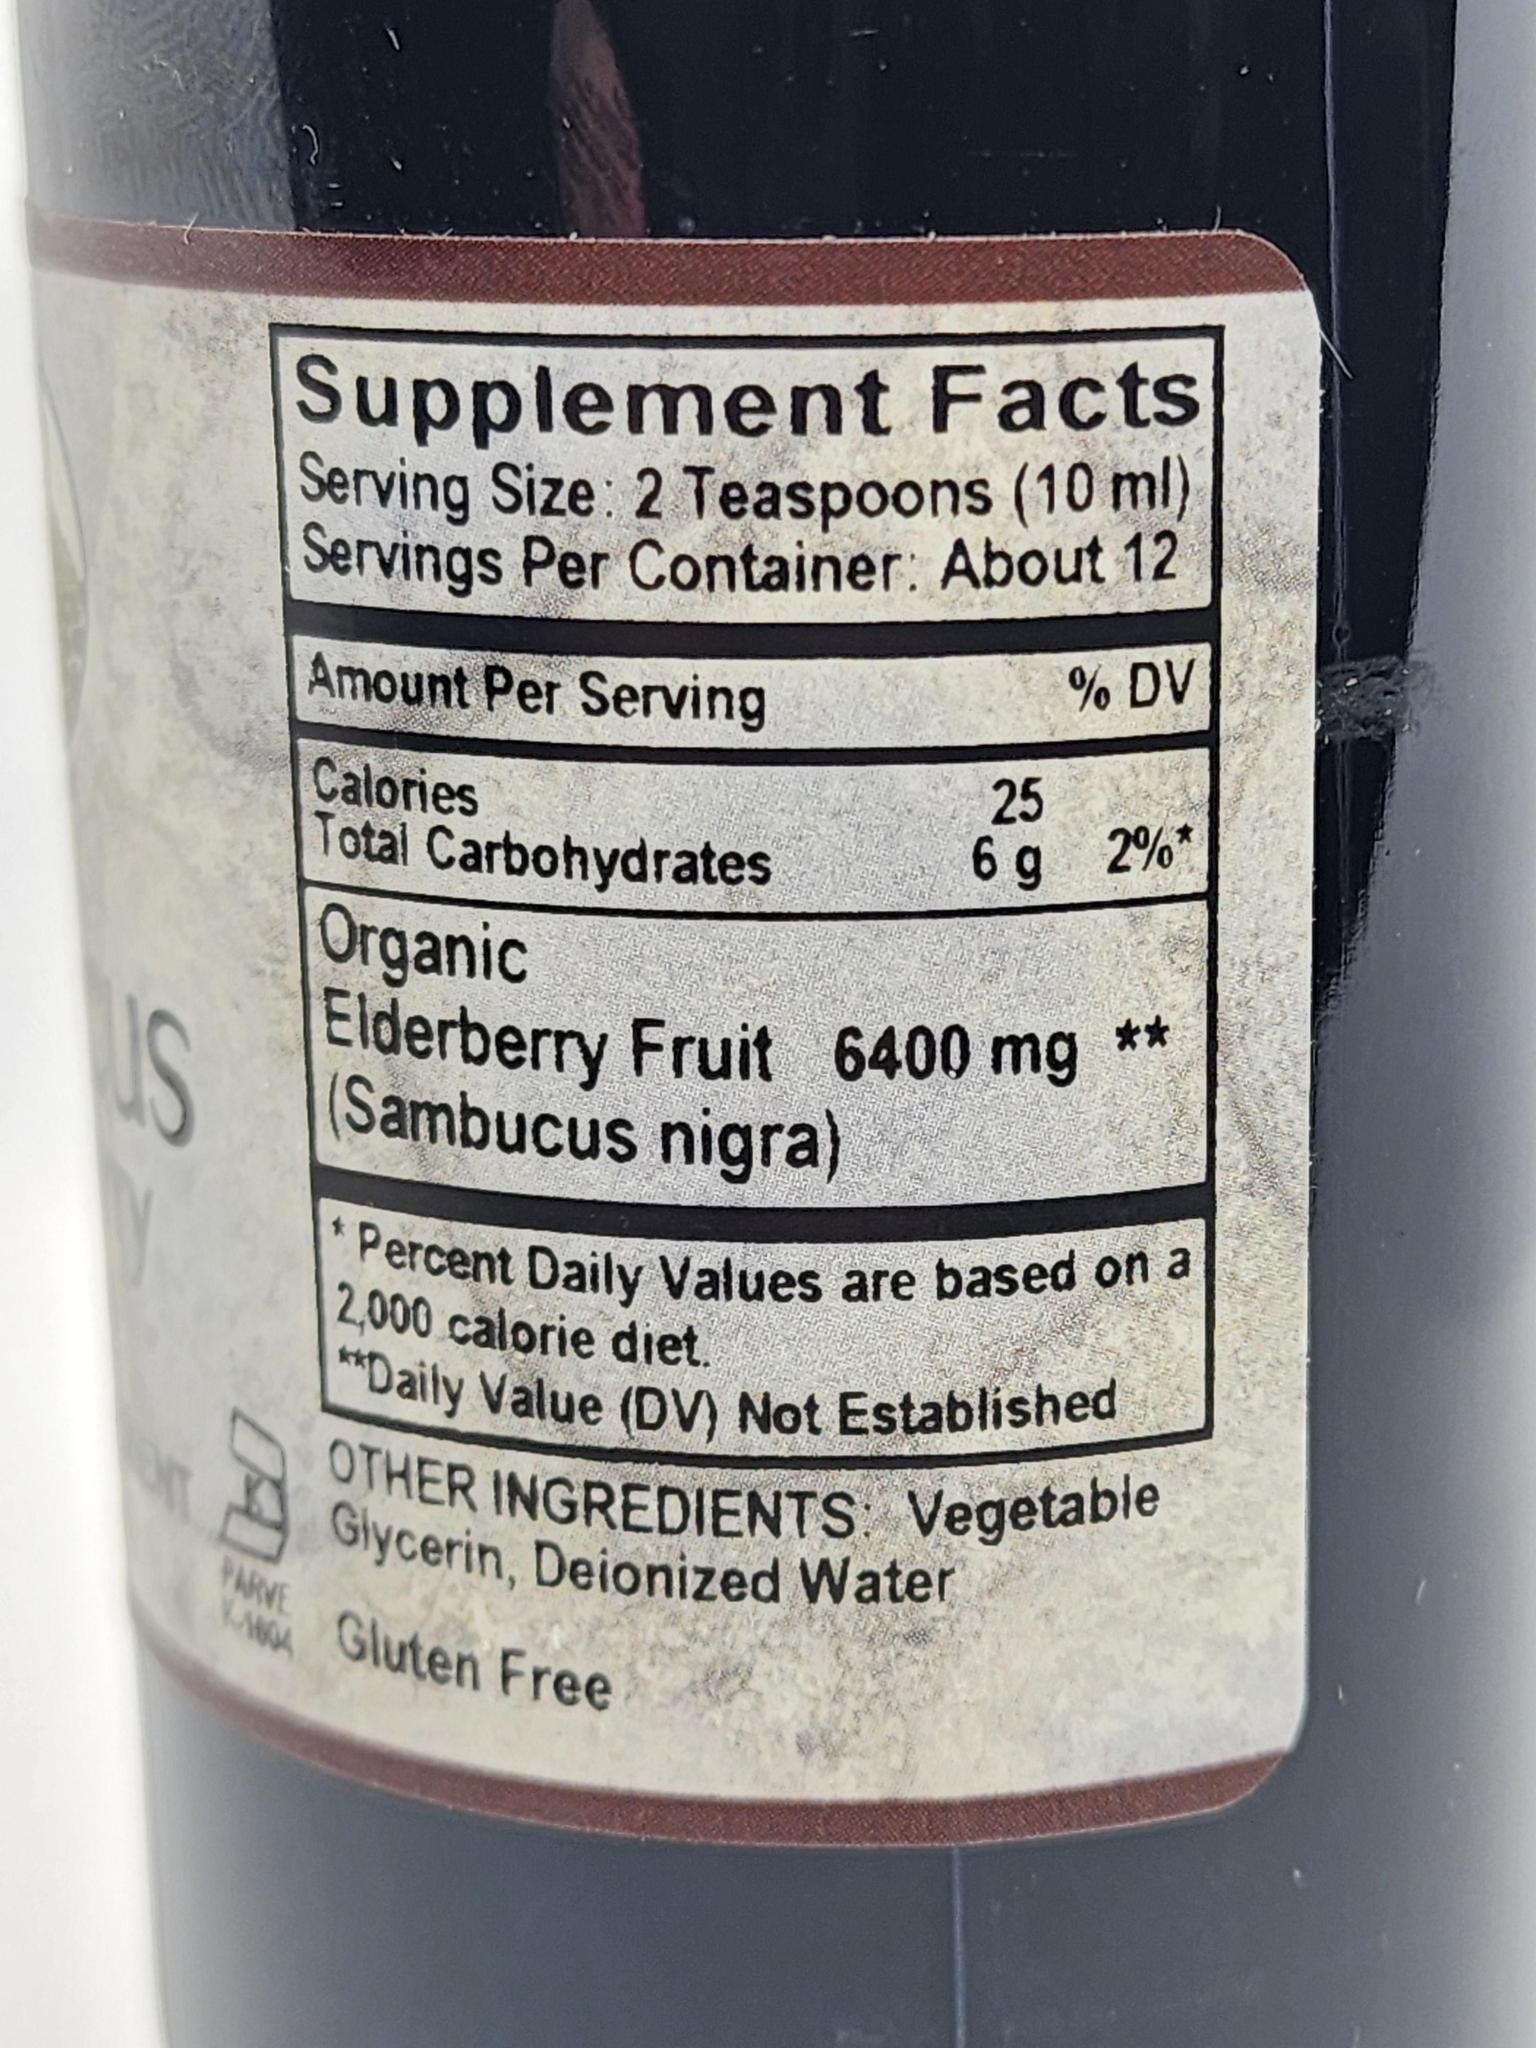 Supplement Facts
Serving Size: 2 Teaspoons (10 ml)
Servings Per Container: About 12
Amount Per Serving % DV
Calories 25
Total Carbohydrates 6 g 2%*
Organic
Elderberry Fruit 6400 mg **
(Sambucus nigra)
* Percent Daily Values are based on a
2,000 calorie diet.
**Daily Value (DV) Not Established
OTHER INGREDIENTS: Vegetable
Glycerin, Deionized Water
Gluten Free
K
PARVE